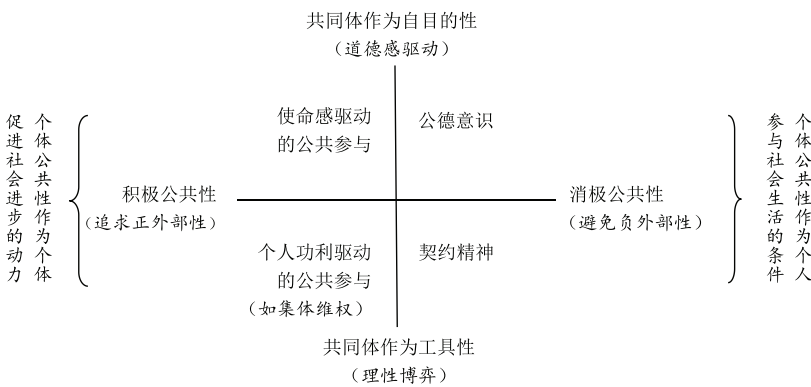 共同体作为自目的性
（道德感驱动）
使命感驱动
的公共参与
公德意识
个体公共性作为个体
促进社会进步的动力
积极公共性
（追求正外部性）
消极公共性
（避免负外部性）
个体公共性作为个人
参与社会生活的条件
个人功利驱动
的公共参与
（如集体维权）
契约精神
共同体作为工具性
（理性博弈）